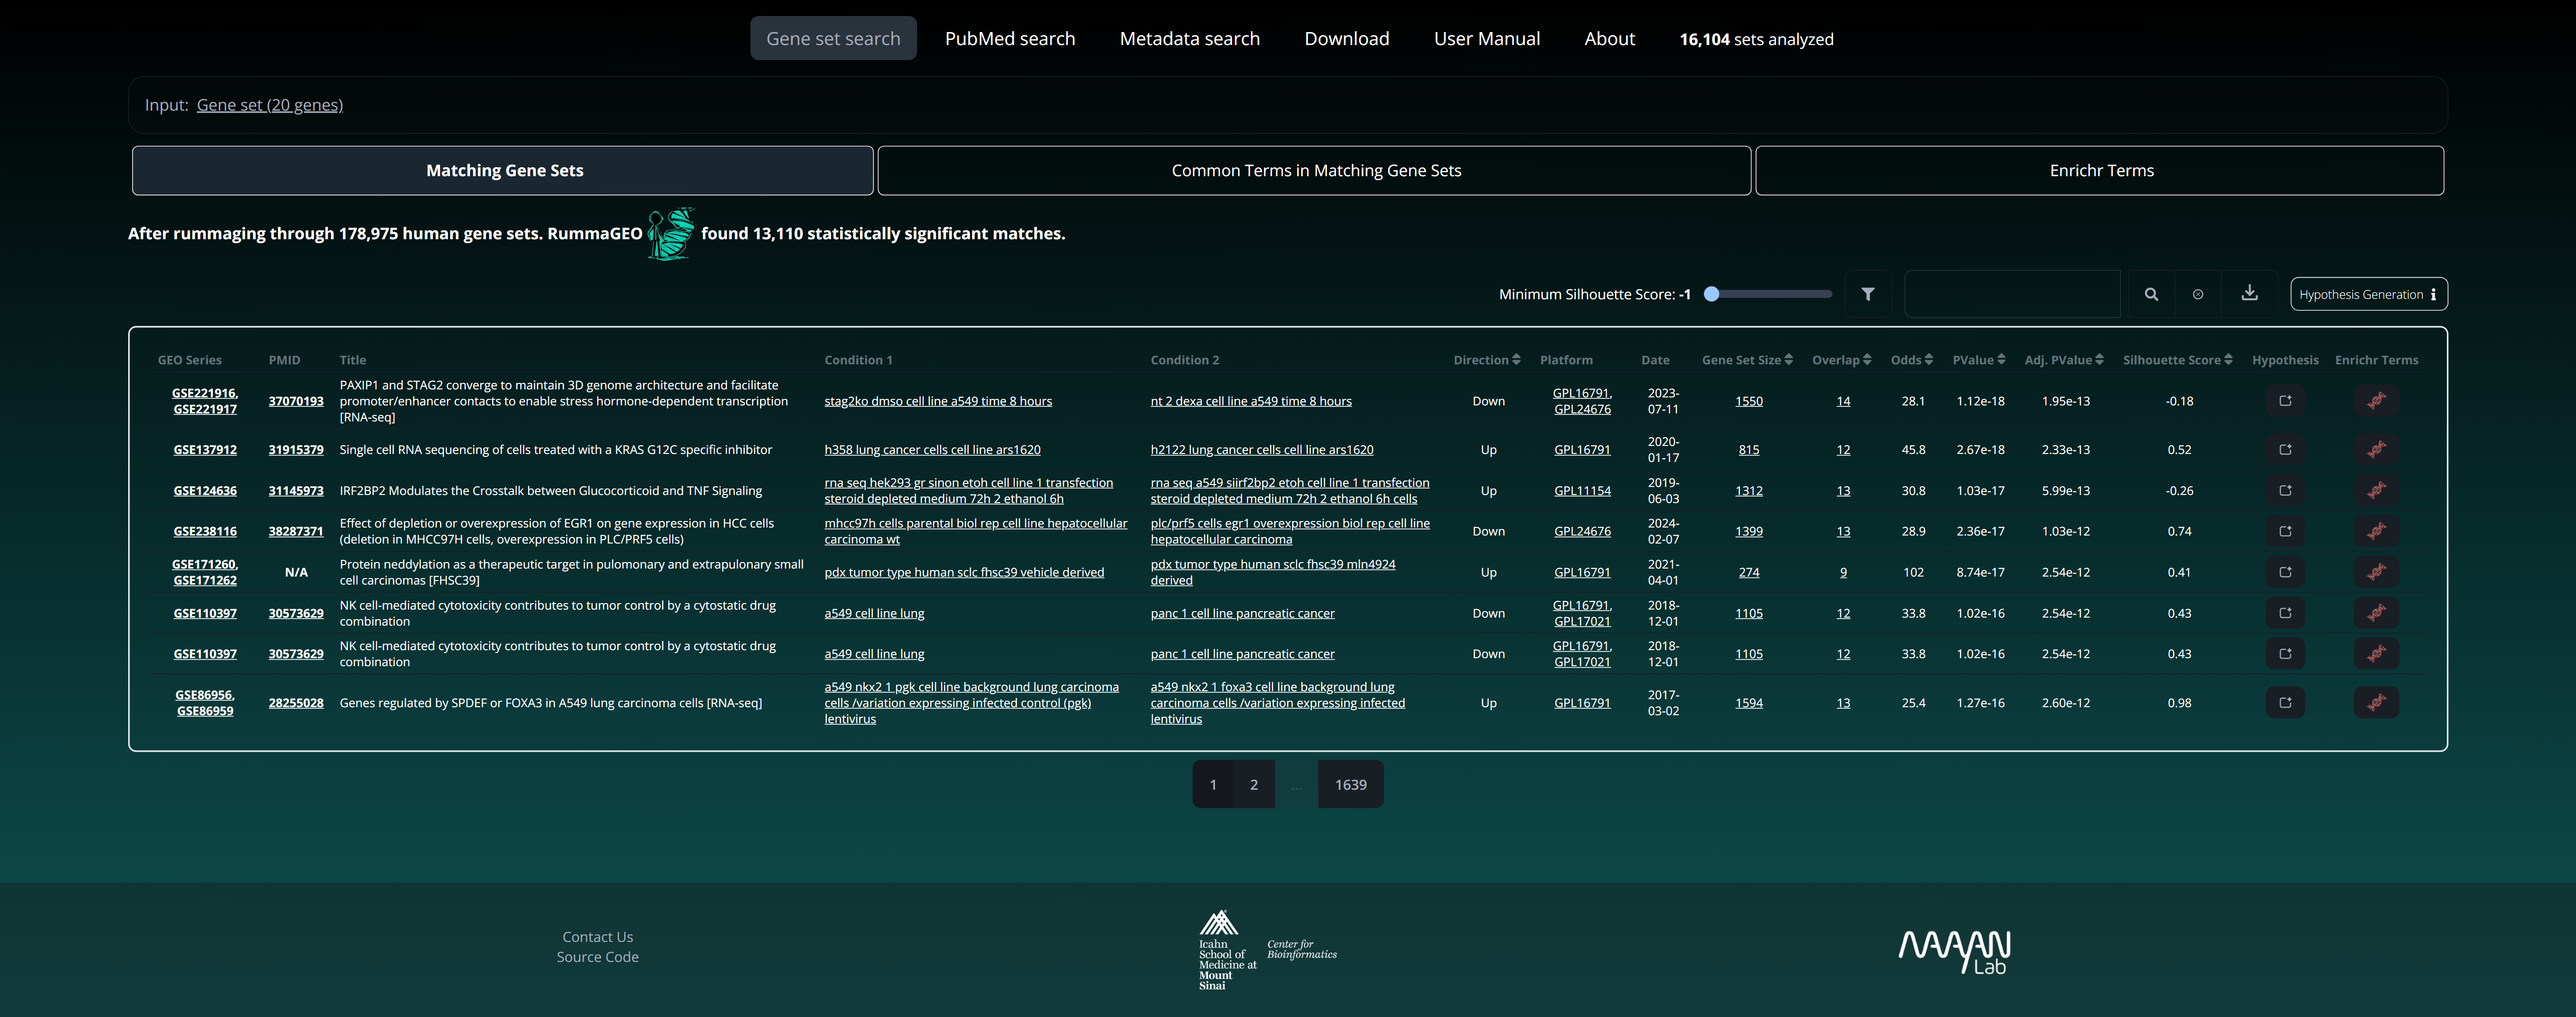 Gene set search PubMed search Metadata search Download User Manual About 16,104 sets analyzed
Input: Gene set (20 genes)
Matching Gene Sets Common Terms in Matching Gene Sets Enrichr Terms
After rummaging through 178,975 human gene sets. RummaGEO found 13,110 statistically significant matches.
Minimum Silhouette Score: -1 Hypothesis Generation
GEO Series PMID Title Condition 1 Condition 2 Direction Platform Date Gene Set Size Overlap Odds PValue Adj. PValue Silhouette Score Hypothesis Enrichr Terms
GSE221916, GSE221917 37070193 PAXIP1 and STAG2 converge to maintain 3D genome architecture and facilitate promoter/enhancer contacts to enable stress hormone-dependent transcription [RNA-seq] stag2ko dmso cell line a549 time 8 hours nt 2 dexa cell line a549 time 8 hours Down GPL16791, GPL24676 2023-07-11 1550 14 28.1 1.12e-18 1.95e-13 -0.18
GSE137912 31915379 Single cell RNA sequencing of cells treated with a KRAS G12C specific inhibitor h358 lung cancer cells cell line ars1620 h2122 lung cancer cells cell line ars1620 Up GPL16791 2020-01-17 815 12 45.8 2.67e-18 2.33e-13 0.52
GSE124636 31145973 IRF2BP2 Modulates the Crosstalk between Glucocorticoid and TNF Signaling rna seq hek293 gr sinon etoh cell line 1 transfection steroid depleted medium 72h 2 ethanol 6h rna seq a549 siirf2bp2 etoh cell line 1 transfection steroid depleted medium 72h 2 ethanol 6h cells Up GPL11154 2019-06-03 1312 13 30.8 1.03e-17 5.99e-13 -0.26
GSE238116 38287371 Effect of depletion or overexpression of EGR1 on gene expression in HCC cells (deletion in MHCC97H cells, overexpression in PLC/PRF5 cells) mhcc97h cells parental biol rep cell line hepatocellular carcinoma wt plc/prf5 cells egr1 overexpression biol rep cell line hepatocellular carcinoma Down GPL24676 2024-02-07 1399 13 28.9 2.36e-17 1.03e-12 0.74
GSE171260, GSE171262 N/A Protein neddylation as a therapeutic target in pulomonary and extrapulonary small cell carcinomas [FHSC39] pdx tumor type human sclc fhsc39 vehicle derived pdx tumor type human sclc fhsc39 mln4924 derived Up GPL16791 2021-04-01 274 9 102 8.74e-17 2.54e-12 0.41
GSE110397 30573629 NK cell-mediated cytotoxicity contributes to tumor control by a cytostatic drug combination a549 cell line lung panc 1 cell line pancreatic cancer Down GPL16791, GPL17021 2018-12-01 1105 12 33.8 1.02e-16 2.54e-12 0.43
GSE110397 30573629 NK cell-mediated cytotoxicity contributes to tumor control by a cytostatic drug combination a549 cell line lung panc 1 cell line pancreatic cancer Down GPL16791, GPL17021 2018-12-01 1105 12 33.8 1.02e-16 2.54e-12 0.43
GSE86956, GSE86959 28255028 Genes regulated by SPDEF or FOXA3 in A549 lung carcinoma cells [RNA-seq] a549 nkx2 1 pgk cell line background lung carcinoma cells /variation expressing infected control (pgk) lentivirus a549 nkx2 1 foxa3 cell line background lung carcinoma cells /variation expressing infected lentivirus Up GPL16791 2017-03-02 1594 13 25.4 1.27e-16 2.60e-12 0.98
1 2 ... 1639
Contact Us
Source Code
Icahn School of Medicine at Mount Sinai
Center for Bioinformatics
MAAYAN Lab